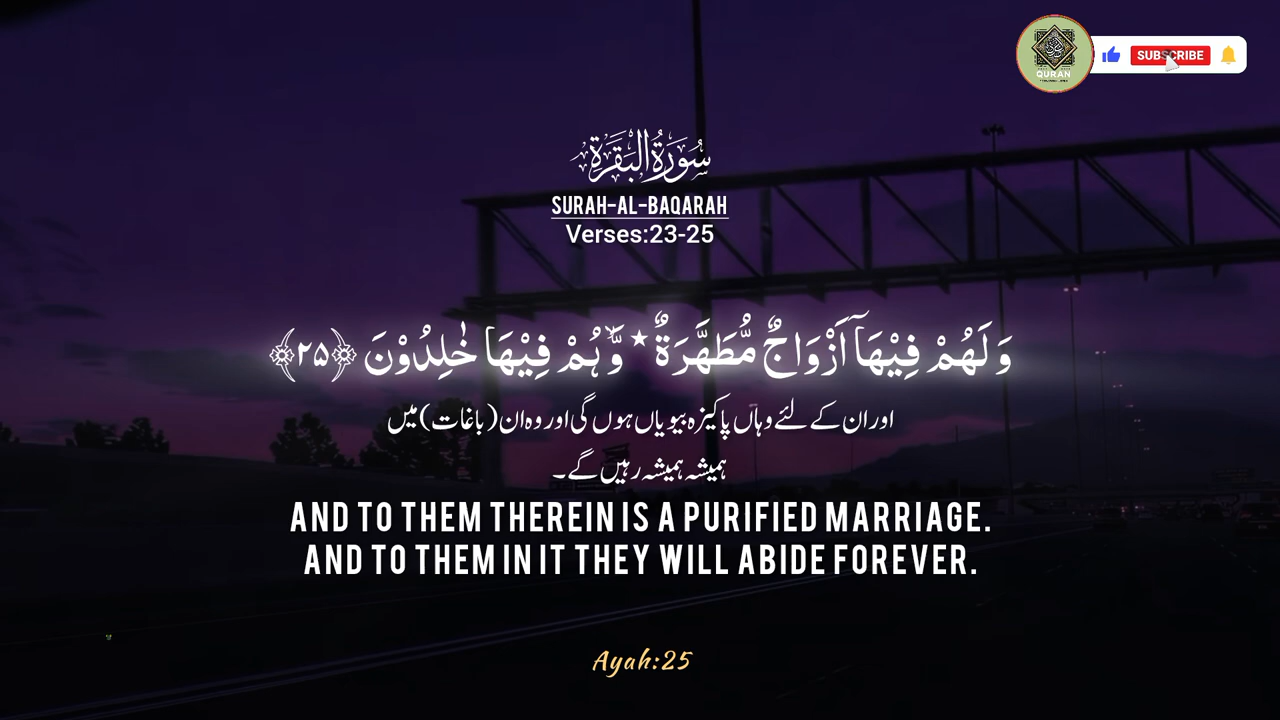 QURAN
SUBSCRIBE
سُوْرَةُ الْبَقَرَةِ
SURAH-AL-BAQARAH
Verses:23-25
وَلَهُمْ فِيْهَاۤ اَزْوَاجٌ مُّطَهَّرَةٌ ٭ۙ وَّهُمْ فِيْهَا خٰلِدُوْنَ ﴿۲۵﴾
اور ان کے لئے وہاں پاکیزہ بیویاں ہوں گی اور وہ ان (باغات) میں
ہمیشہ ہمیشہ رہیں گے۔
AND TO THEM THEREIN IS A PURIFIED MARRIAGE.
AND TO THEM IN IT THEY WILL ABIDE FOREVER.
Ayah:25